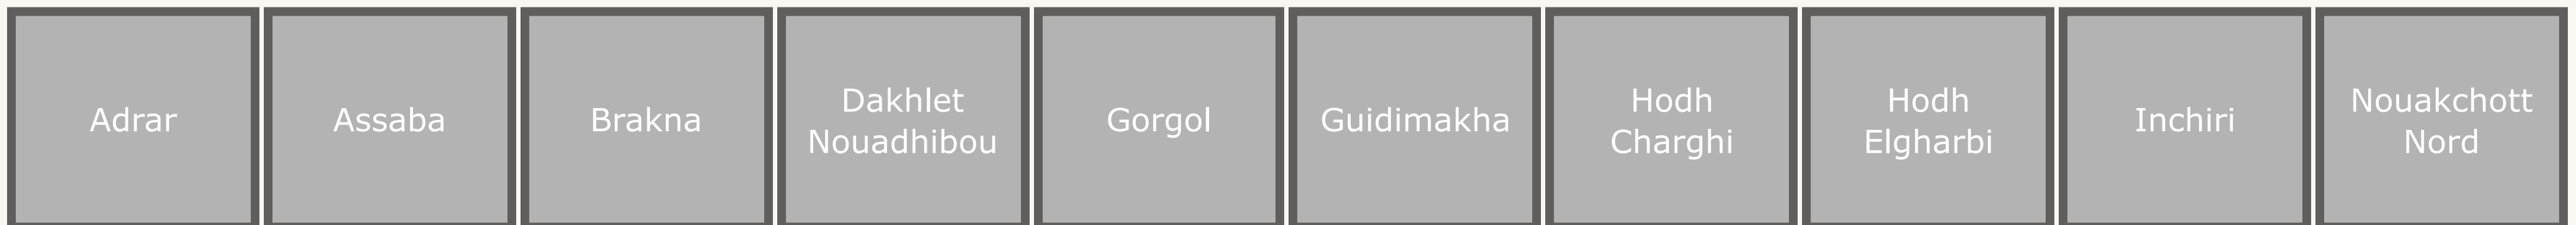 Adrar
Assaba
Brakna
Dakhlet
Nouadhibou
Gorgol
Guidimakha
Hodh
Charghi
Hodh
Elgharbi
Inchiri
Nouakchott
Nord